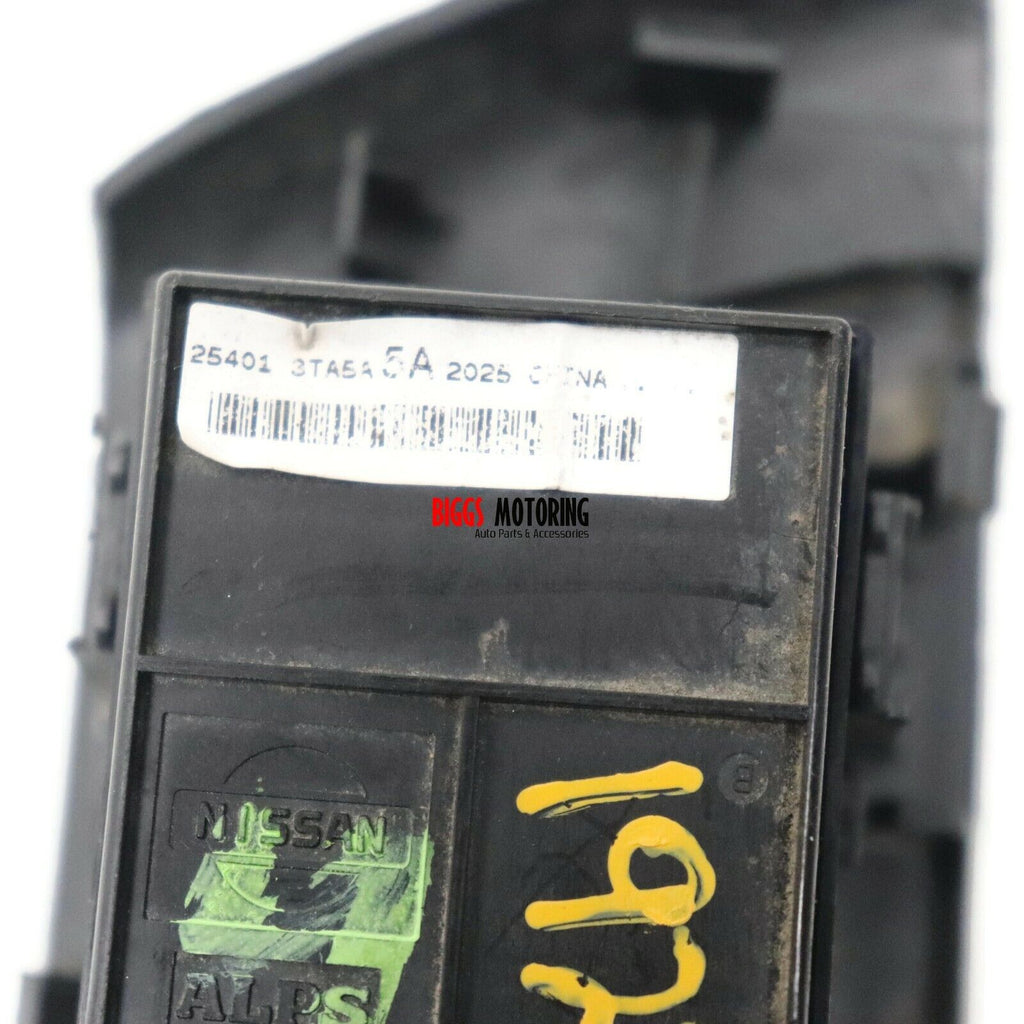 25401 3TA5A 5A 2025 CHINA
BIGGS MOTORING
Auto Parts & Accessories
B
NISSAN
ALPS